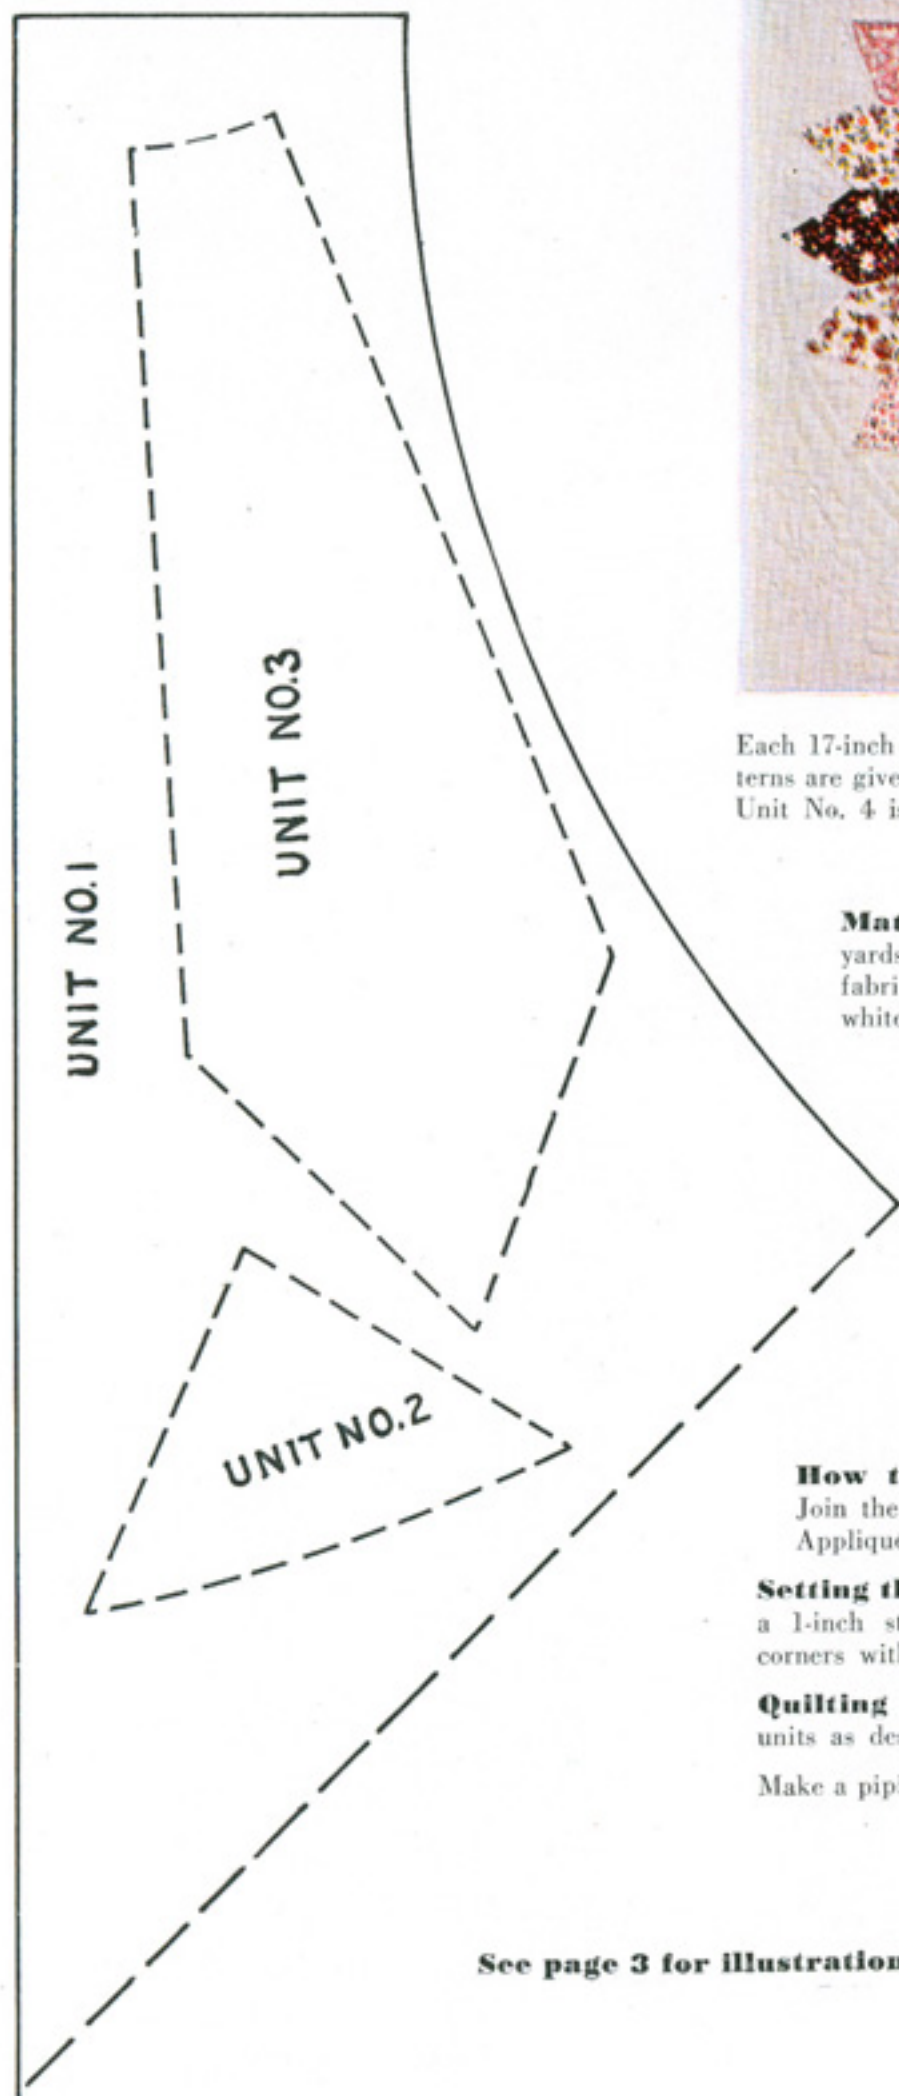 UNIT NO.1
UNIT NO.3
UNIT NO.2
Each 17-inch
terns are give
Unit No. 4 is
Mat
yards
fabri
white
How t
Join the
Applique
Setting th
a 1-inch st
corners with
Quilting
units as des
Make a pipi
See page 3 for illustration